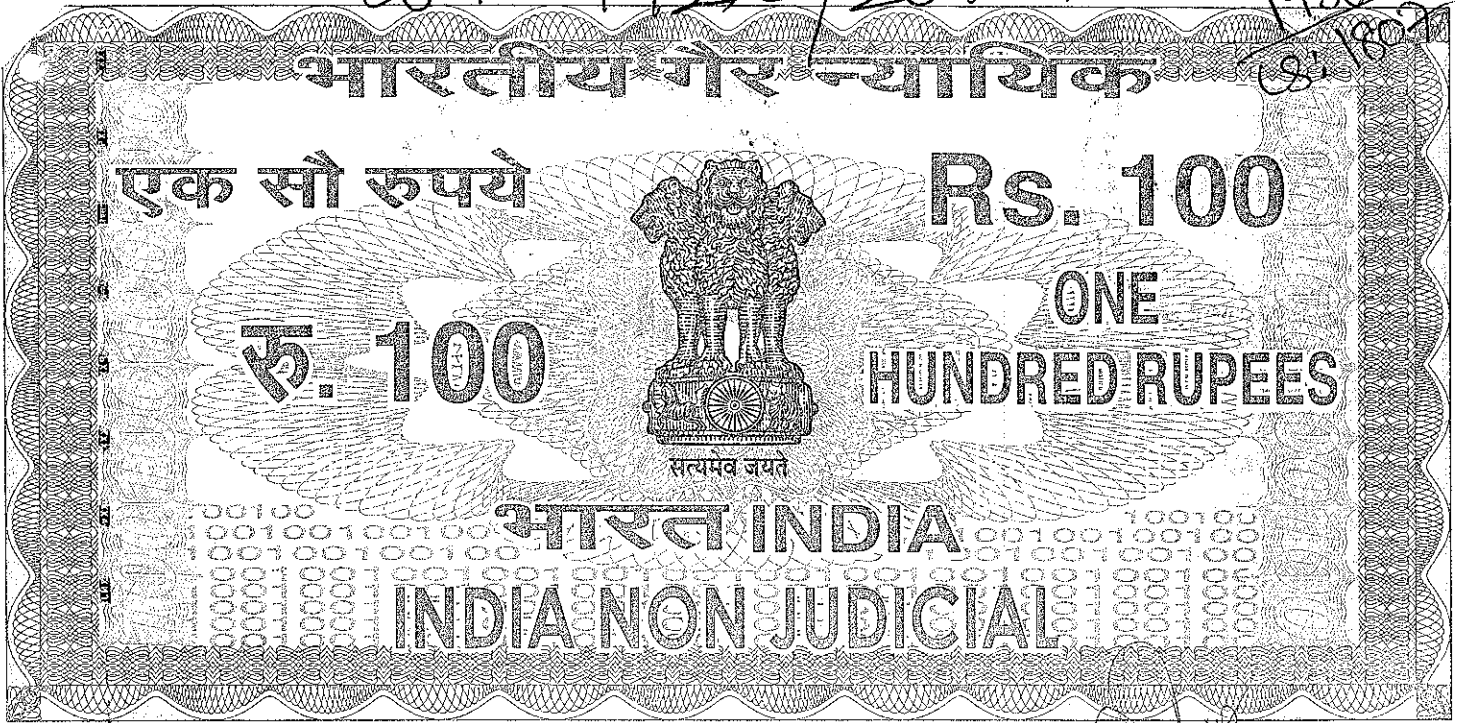 भारतीय गैर न्यायिक
एक सौ रुपये
Rs. 100
रु. 100
ONE
HUNDRED RUPEES
सत्यमेव जयते
भारत INDIA
INDIA NON JUDICIAL